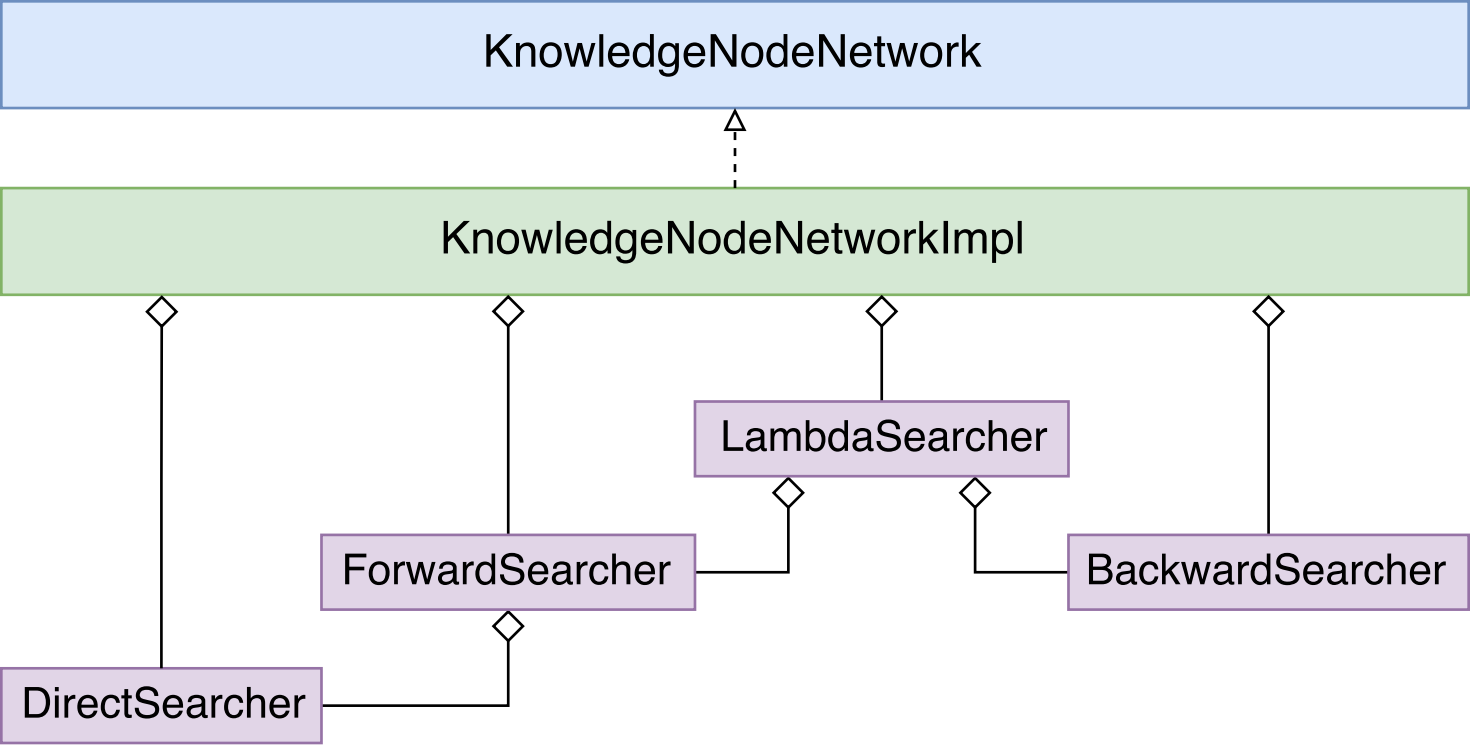 KnowledgeNodeNetwork
KnowledgeNodeNetworkImpl
LambdaSearcher
ForwardSearcher
BackwardSearcher
DirectSearcher